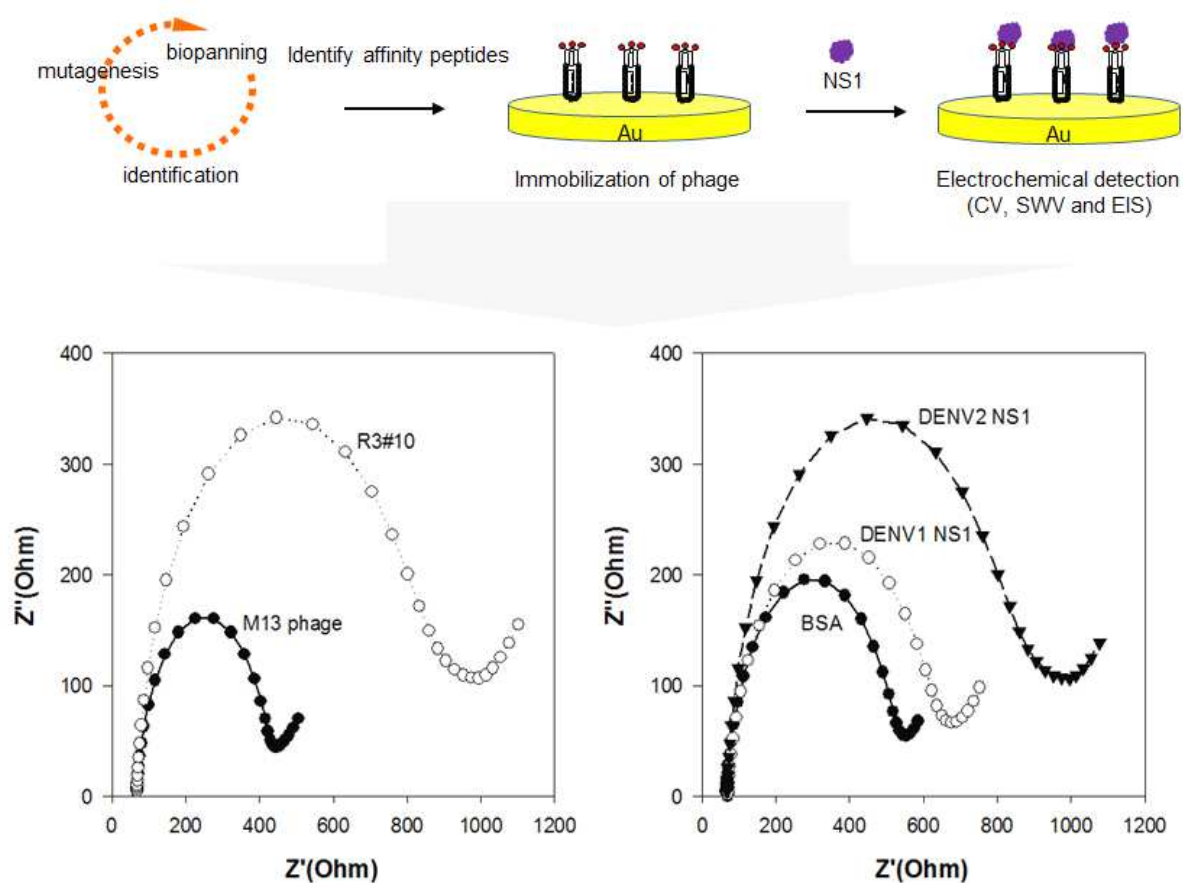 biopanning
mutagenesis
identification
Identify affinity peptides
Au
Immobilization of phage
NS1
Au
Electrochemical detection
(CV, SWV and EIS)
400
300
200
100
0
Z"(Ohm)
R3#10
M13 phage
0 200 400 600 800 1000 1200
Z'(Ohm)
400
300
200
100
0
Z"(Ohm)
DENV2 NS1
DENV1 NS1
BSA
0 200 400 600 800 1000 1200
Z'(Ohm)